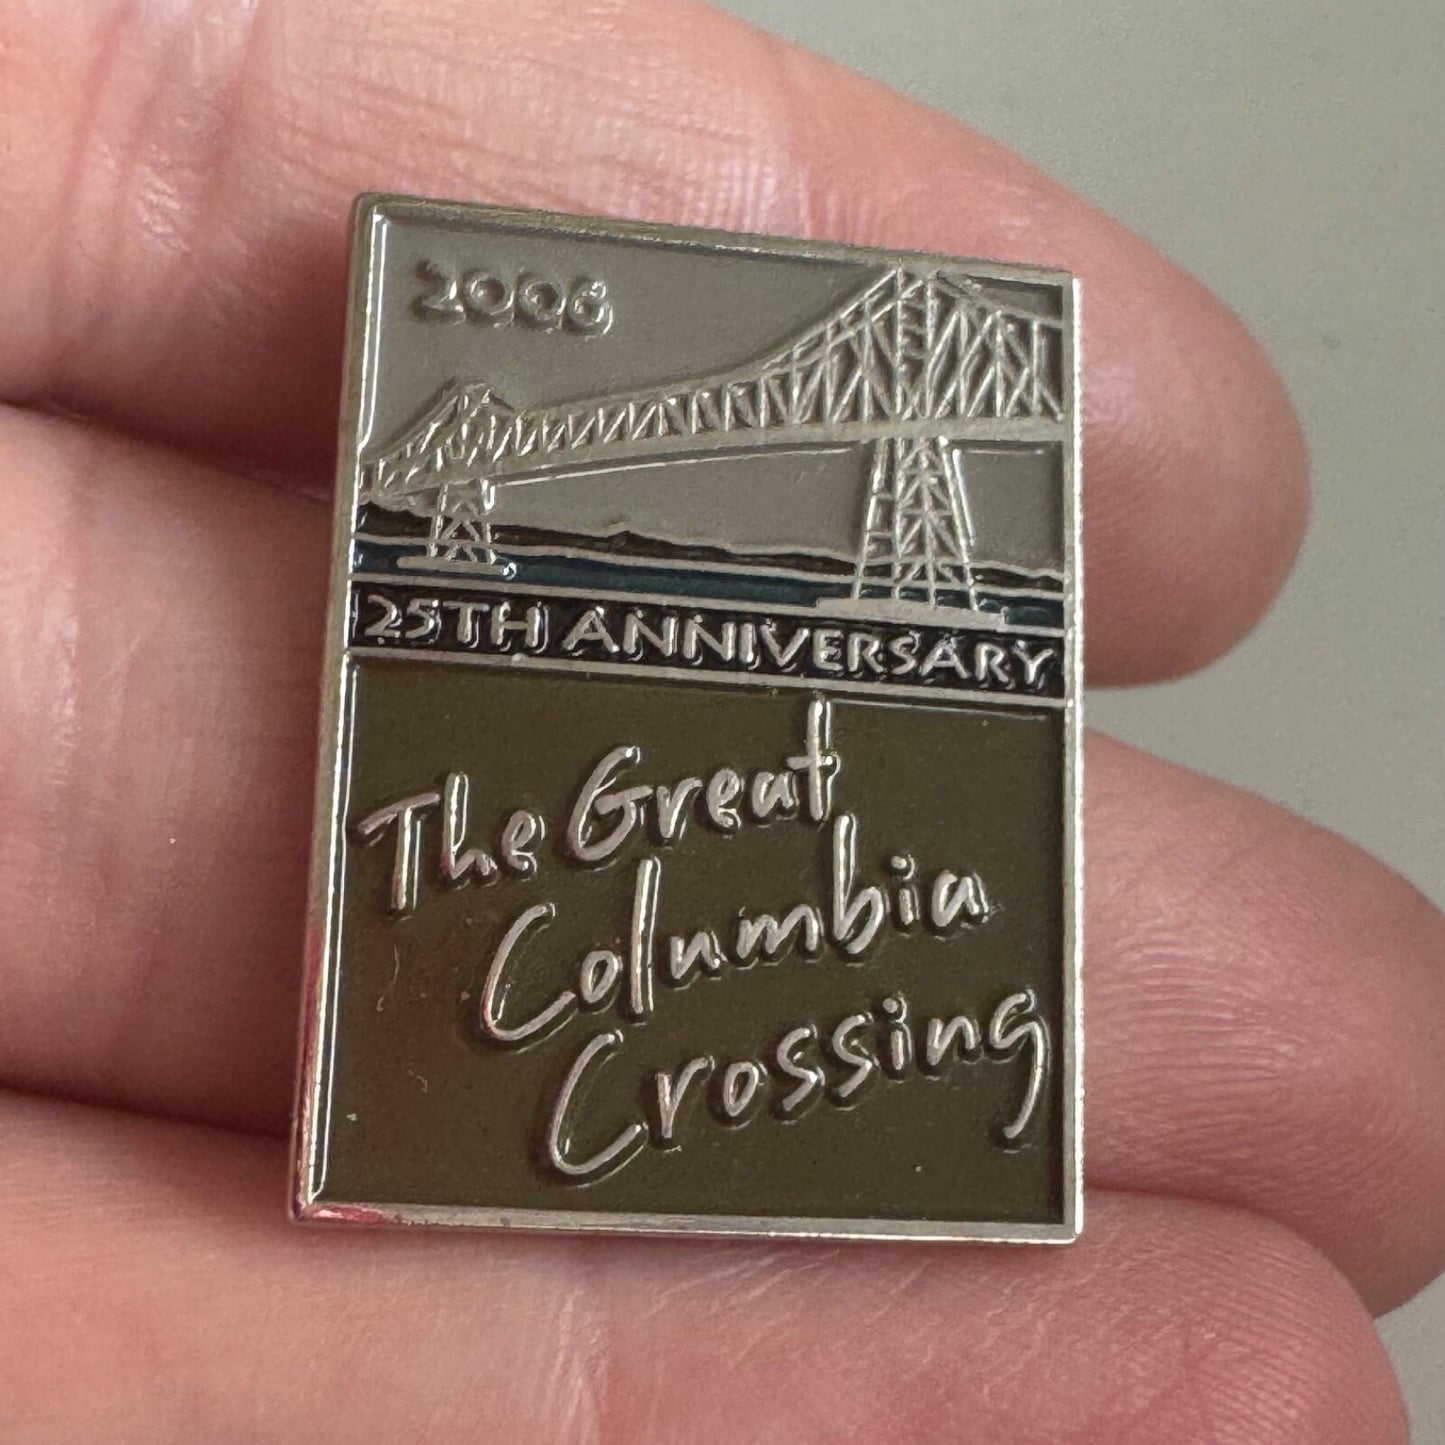 2006
25TH ANNIVERSARY
The Great
Columbia
Crossing